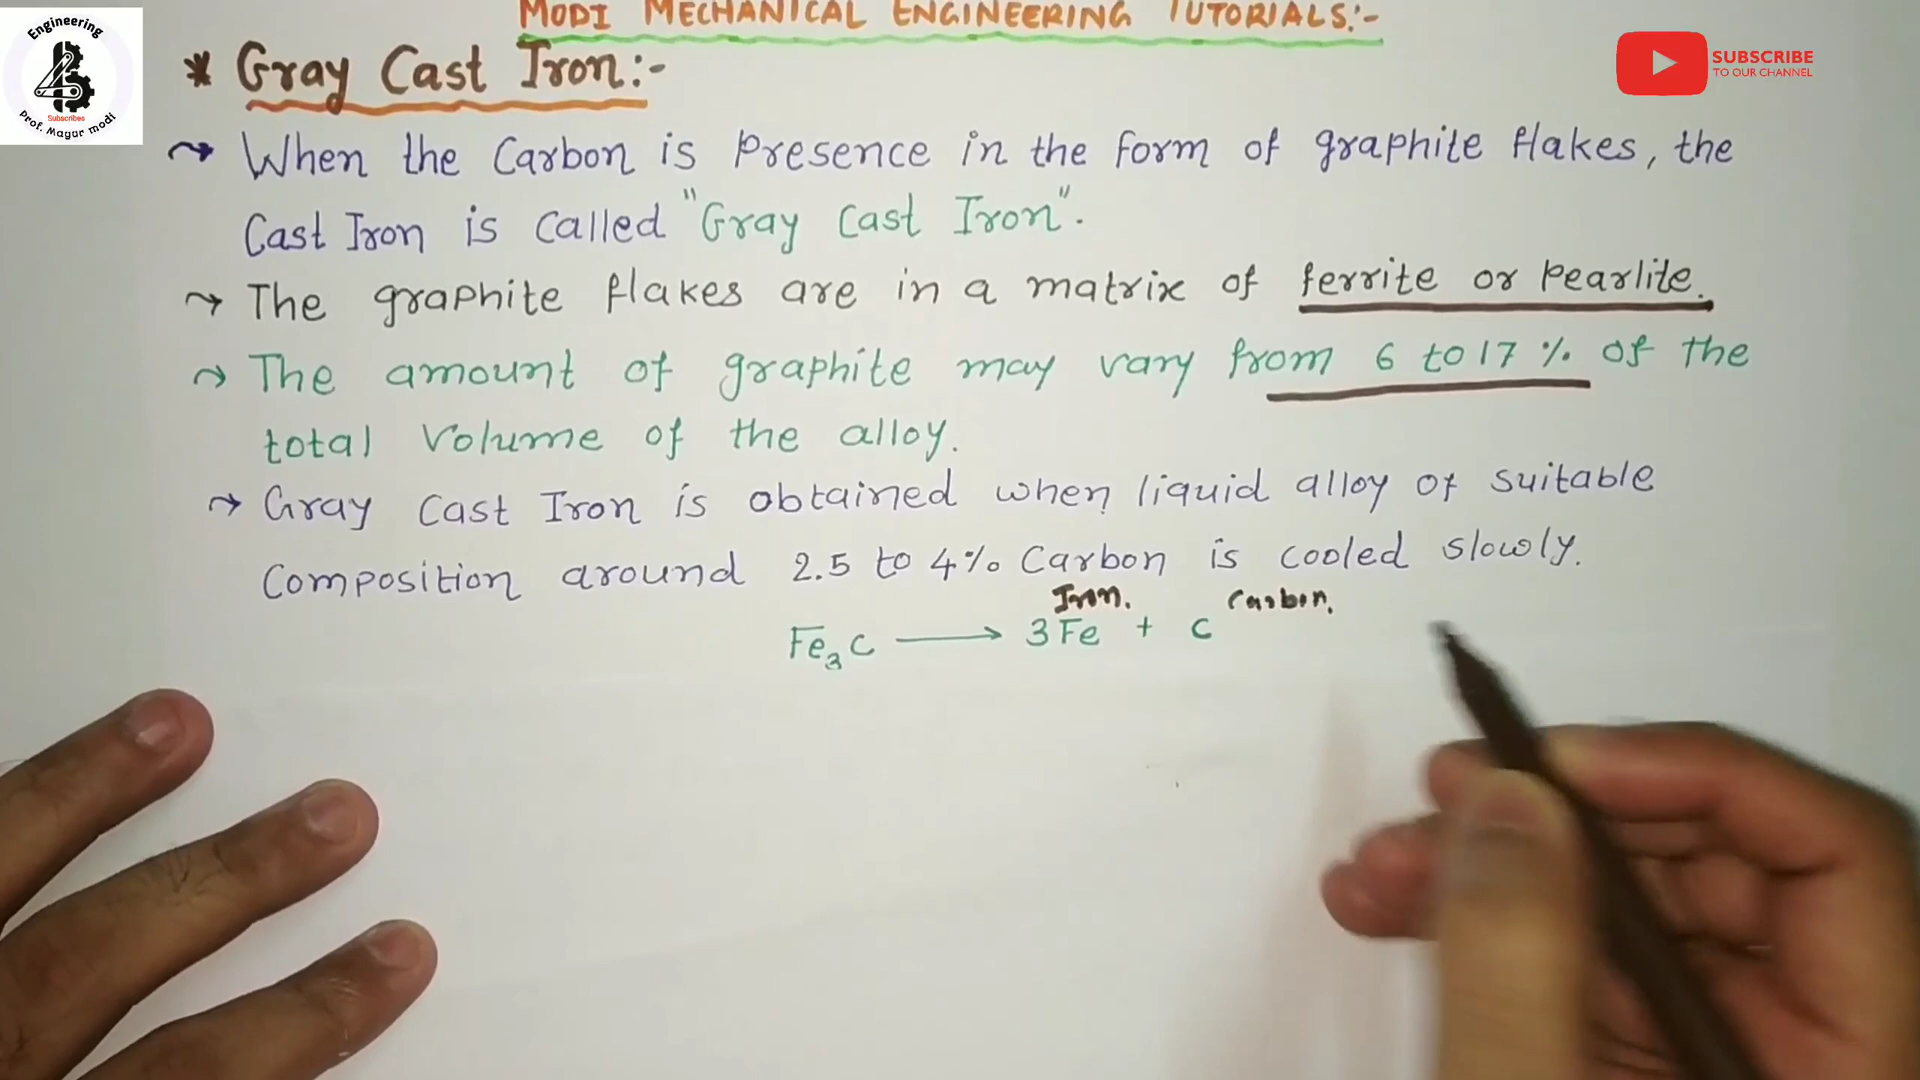 MODI MECHANICAL ENGINEERING TUTORIALS:-
Engineering
Subscribes
Prof. Mayur modi
SUBSCRIBE
TO OUR CHANNEL
* Gray Cast Iron:-
→ When the Carbon is Presence in the form of graphite flakes, the
Cast Iron is called "Gray Cast Iron".
→ The graphite flakes are in a matrix of ferrite or Pearlite.
→ The amount of graphite may vary from 6 to 17 % of the
total Volume of the alloy.
→ Gray Cast Iron is obtained when liquid alloy of suitable
Composition around 2.5 to 4% Carbon is cooled slowly.
Iron. Carbon.
Fe₃C → 3Fe + C